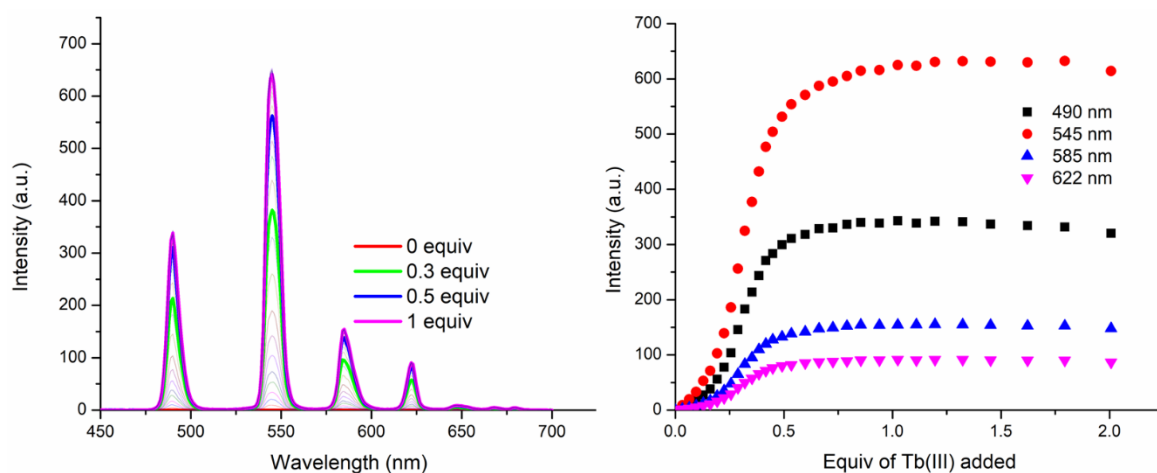 700
600
500
400
300
200
100
0
Intensity (a.u.)
0 equiv
0.3 equiv
0.5 equiv
1 equiv
450 500 550 600 650 700
Wavelength (nm)
700
600
500
400
300
200
100
0
Intensity (a.u.)
490 nm
545 nm
585 nm
622 nm
0.0 0.5 1.0 1.5 2.0
Equiv of Tb(III) added